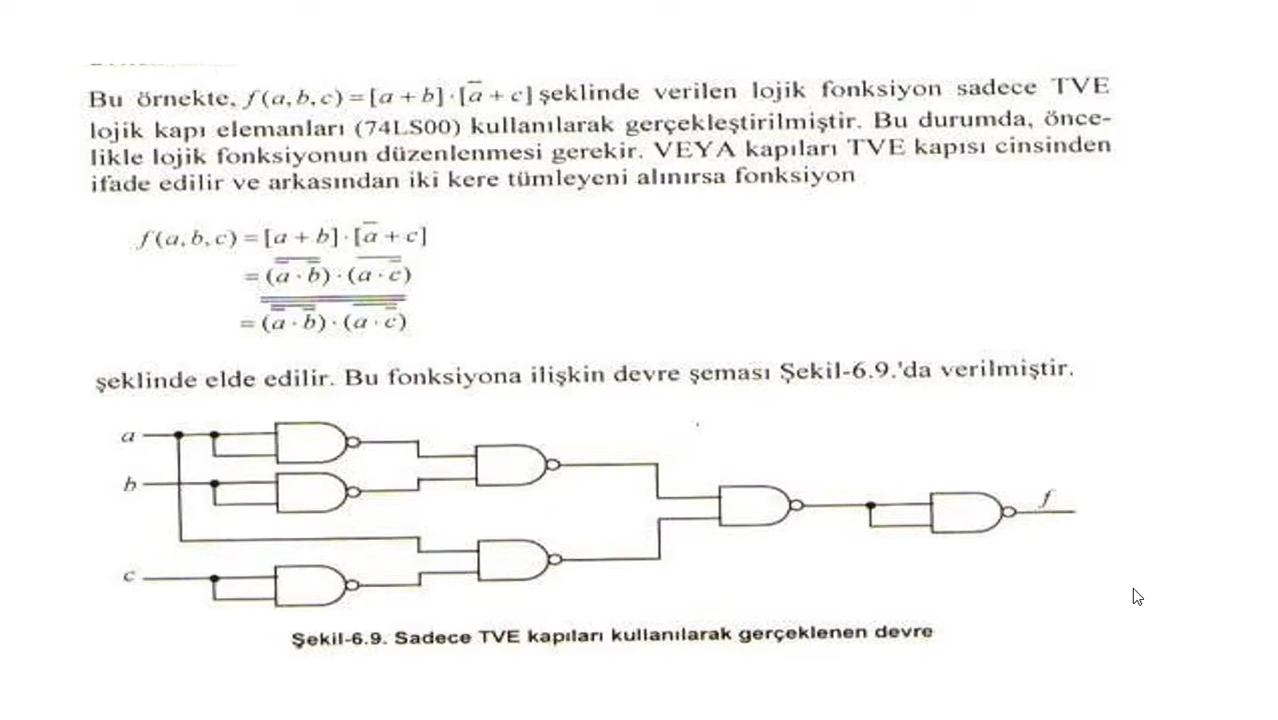 Bu örnekte, f(a,b,c) = [a + b] · [a̅ + c] şeklinde verilen lojik fonksiyon sadece TVE
lojik kapı elemanları (74LS00) kullanılarak gerçekleştirilmiştir. Bu durumda, önce-
likle lojik fonksiyonun düzenlenmesi gerekir. VEYA kapıları TVE kapısı cinsinden
ifade edilir ve arkasından iki kere tümleyeni alınırsa fonksiyon
f(a,b,c) = [a + b] · [a̅ + c]
= (a̿ · b̿) · (a̅ · c̿)
= (a̿ · b̿) · (a̅ · c̿)
şeklinde elde edilir. Bu fonksiyona ilişkin devre şeması Şekil-6.9.'da verilmiştir.
a
b
c
f
Şekil-6.9. Sadece TVE kapıları kullanılarak gerçeklenen devre